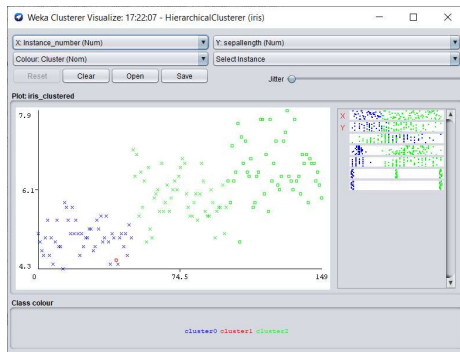 Weka Clusterer Visualize: 17:22:07 - HierarchicalClusterer (iris)
X: Instance_number (Num) Y: sepallength (Num)
Colour: Cluster (Nom) Select Instance
Reset Clear Open Save Jitter
Plot: iris_clustered
7.9
X
Y
6.1
4.3
0 74.5 149
Class colour
cluster0 cluster1 cluster2